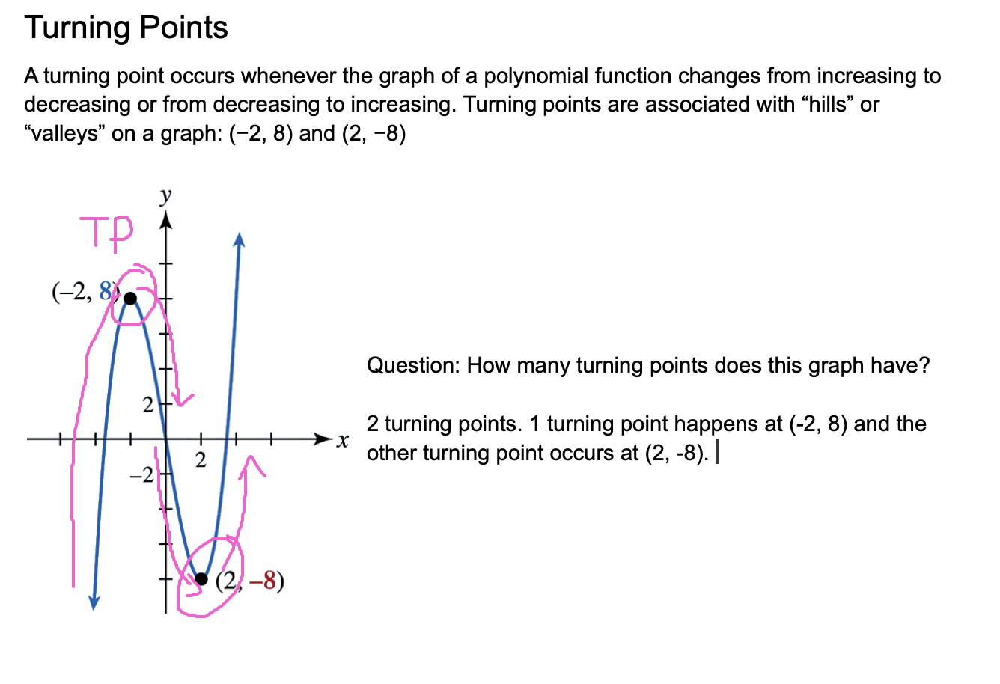 Turning Points
A turning point occurs whenever the graph of a polynomial function changes from increasing to
decreasing or from decreasing to increasing. Turning points are associated with “hills” or
“valleys” on a graph: (−2, 8) and (2, −8)
y
TP
(−2, 8)
Question: How many turning points does this graph have?
2
2 turning points. 1 turning point happens at (-2, 8) and the
x
other turning point occurs at (2, -8).
2
−2
(2, −8)